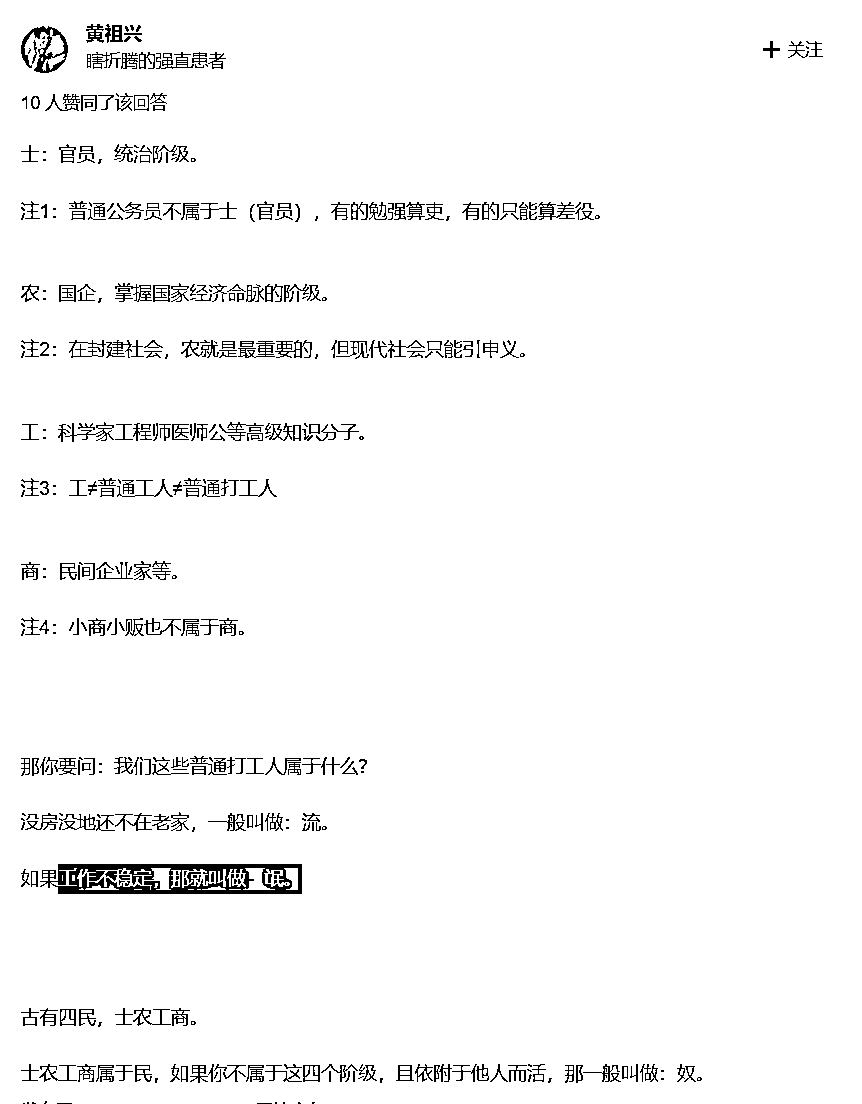 黄祖兴
瞎折腾的强直患者
+ 关注
10 人赞同了该回答
士：官员，统治阶级。
注1：普通公务员不属于士（官员），有的勉强算吏，有的只能算差役。
农：国企，掌握国家经济命脉的阶级。
注2：在封建社会，农就是最重要的，但现代社会只能引申义。
工：科学家工程师医师公等高级知识分子。
注3：工≠普通工人≠普通打工人
商：民间企业家等。
注4：小商小贩也不属于商。
那你要问：我们这些普通打工人属于什么？
没房没地还不在老家，一般叫做：流。
如果工作不稳定，那就叫做：氓。
古有四民，士农工商。
士农工商属于民，如果你不属于这四个阶级，且依附于他人而活，那一般叫做：奴。